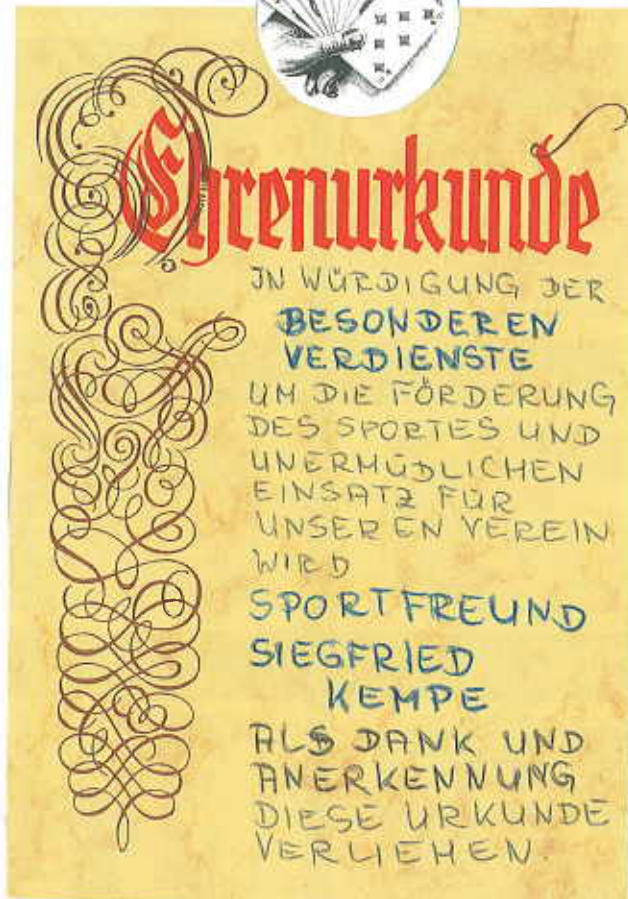 Ehrenurkunde
IN WÜRDIGUNG DER
BESONDEREN
VERDIENSTE
UM DIE FÖRDERUNG
DES SPORTES UND
UNERMÜDLICHEN
EINSATZ FÜR
UNSEREN VEREIN
WIRD
SPORTFREUND
SIEGFRIED
KEMPE
ALS DANK UND
ANERKENNUNG
DIESE URKUNDE
VERLIEHEN.